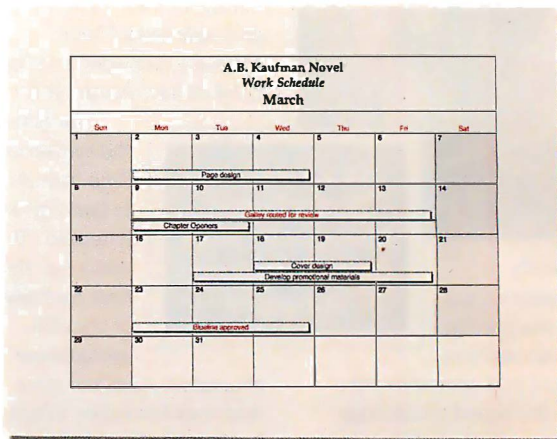 A.B. Kaufman Novel
Work Schedule
March
Sun Mon Tue Wed Thu Fri Sat
1 2 3 4 5 6 7
Page design
8 9 10 11 12 13 14
Galley routed for review
Chapter Openers
15 16 17 18 19 20 21
Cover design
Develop promotional materials
22 23 24 25 26 27 28
Blueline approved
29 30 31